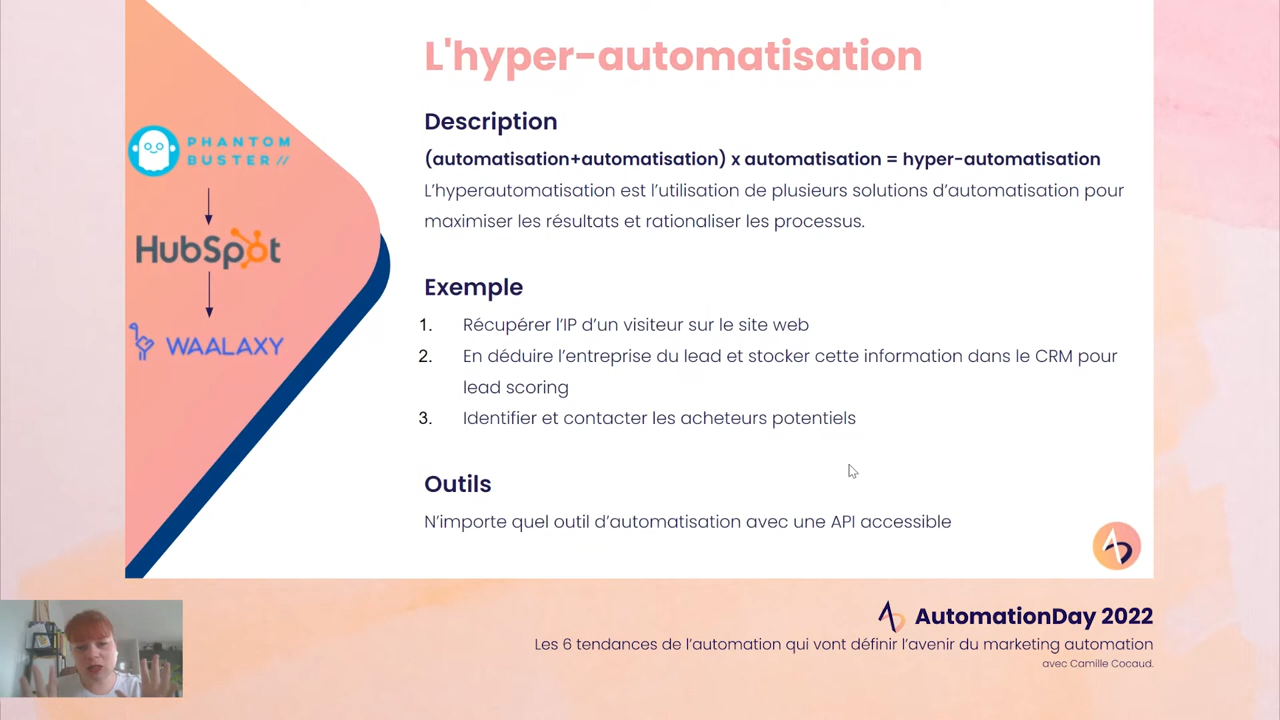 L'hyper-automatisation
Description
(automatisation+automatisation) x automatisation = hyper-automatisation
L’hyperautomatisation est l’utilisation de plusieurs solutions d’automatisation pour
maximiser les résultats et rationaliser les processus.
PHANTOM
BUSTER//
HubSpot
WAALAXY
Exemple
1. Récupérer l’IP d’un visiteur sur le site web
2. En déduire l’entreprise du lead et stocker cette information dans le CRM pour
lead scoring
3. Identifier et contacter les acheteurs potentiels
Outils
N’importe quel outil d’automatisation avec une API accessible
AutomationDay 2022
Les 6 tendances de l’automation qui vont définir l’avenir du marketing automation
avec Camille Cocaud.